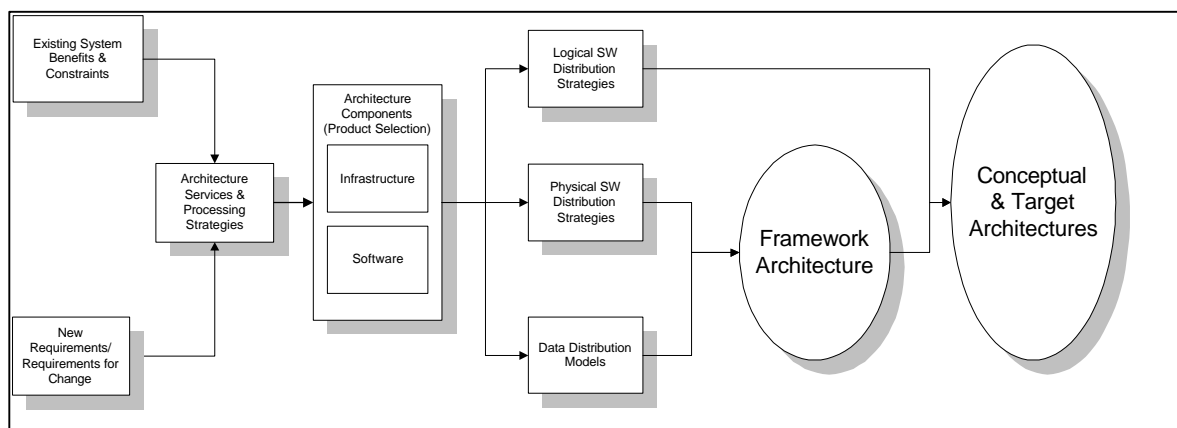 Existing System
Benefits &
Constraints
New
Requirements/
Requirements for
Change
Architecture
Services &
Processing
Strategies
Architecture
Components
(Product Selection)
Infrastructure
Software
Logical SW
Distribution
Strategies
Physical SW
Distribution
Strategies
Data Distribution
Models
Framework
Architecture
Conceptual
& Target
Architectures